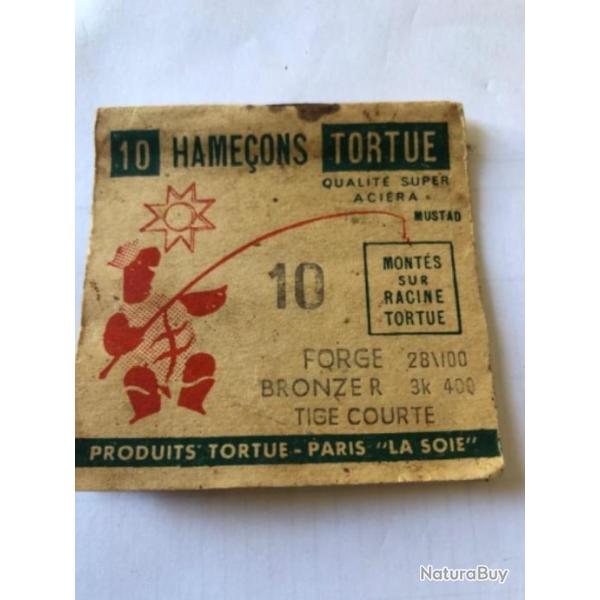 10 HAMEÇONS TORTUE
QUALITÉ SUPER
ACIÉRA
MUSTAD
10
MONTÉS
SUR
RACINE
TORTUE
FORGE 28\100
BRONZE R 3k 400
TIGE COURTE
PRODUITS TORTUE - PARIS "LA SOIE"
NaturaBuy